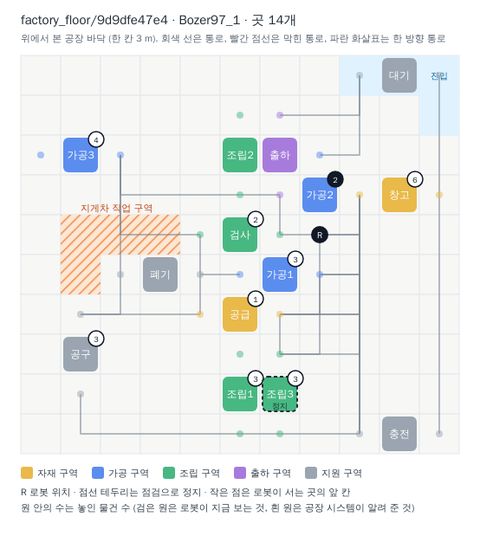 factory_floor/9d9dfe47e4 · Bozer97_1 · 곳 14개
위에서 본 공장 바닥 (한 칸 3 m). 회색 선은 통로, 빨간 점선은 막힌 통로, 파란 화살표는 한 방향 통로
대기
전립
4
가공3
조립2
출하
2
가공2
6
창고
지게차 작업 구역
2
검사
R
폐기
3
가공1
1
공급
3
공구
3
조립1
3
조립3
정지
충전
자재 구역
가공 구역
조립 구역
출하 구역
지원 구역
R 로봇 위치 · 점선 테두리는 점검으로 정지 · 작은 점은 로봇이 서는 곳의 앞 칸
원 안의 수는 놓인 물건 수 (검은 원은 로봇이 지금 보는 것, 흰 원은 공장 시스템이 알려 준 것)